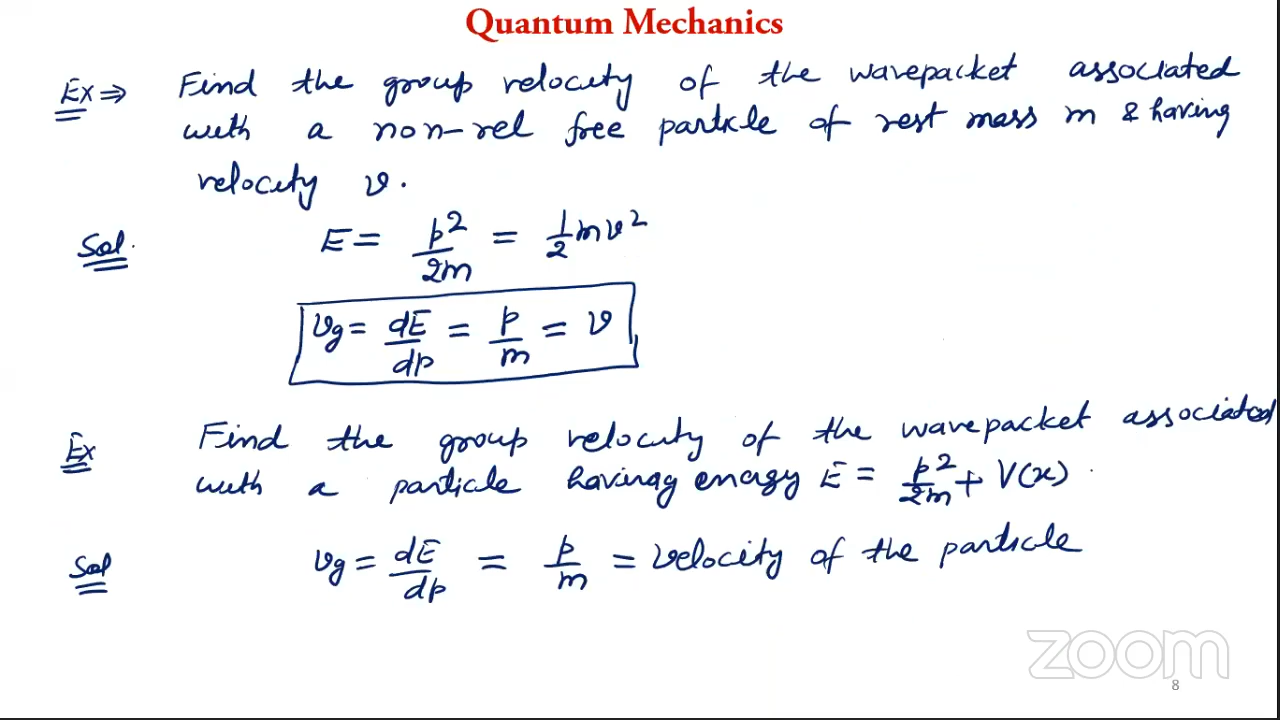 Quantum Mechanics
Ex ⇒ Find the group velocity of the wavepacket associated
with a non-rel free particle of rest mass m & having
velocity v.
Sol. E = p²/2m = 1/2 mv²
vg = dE/dp = p/m = v
Ex Find the group velocity of the wavepacket associated
with a particle having energy E = p²/2m + V(x)
Sol vg = dE/dp = p/m = velocity of the particle
zoom
8